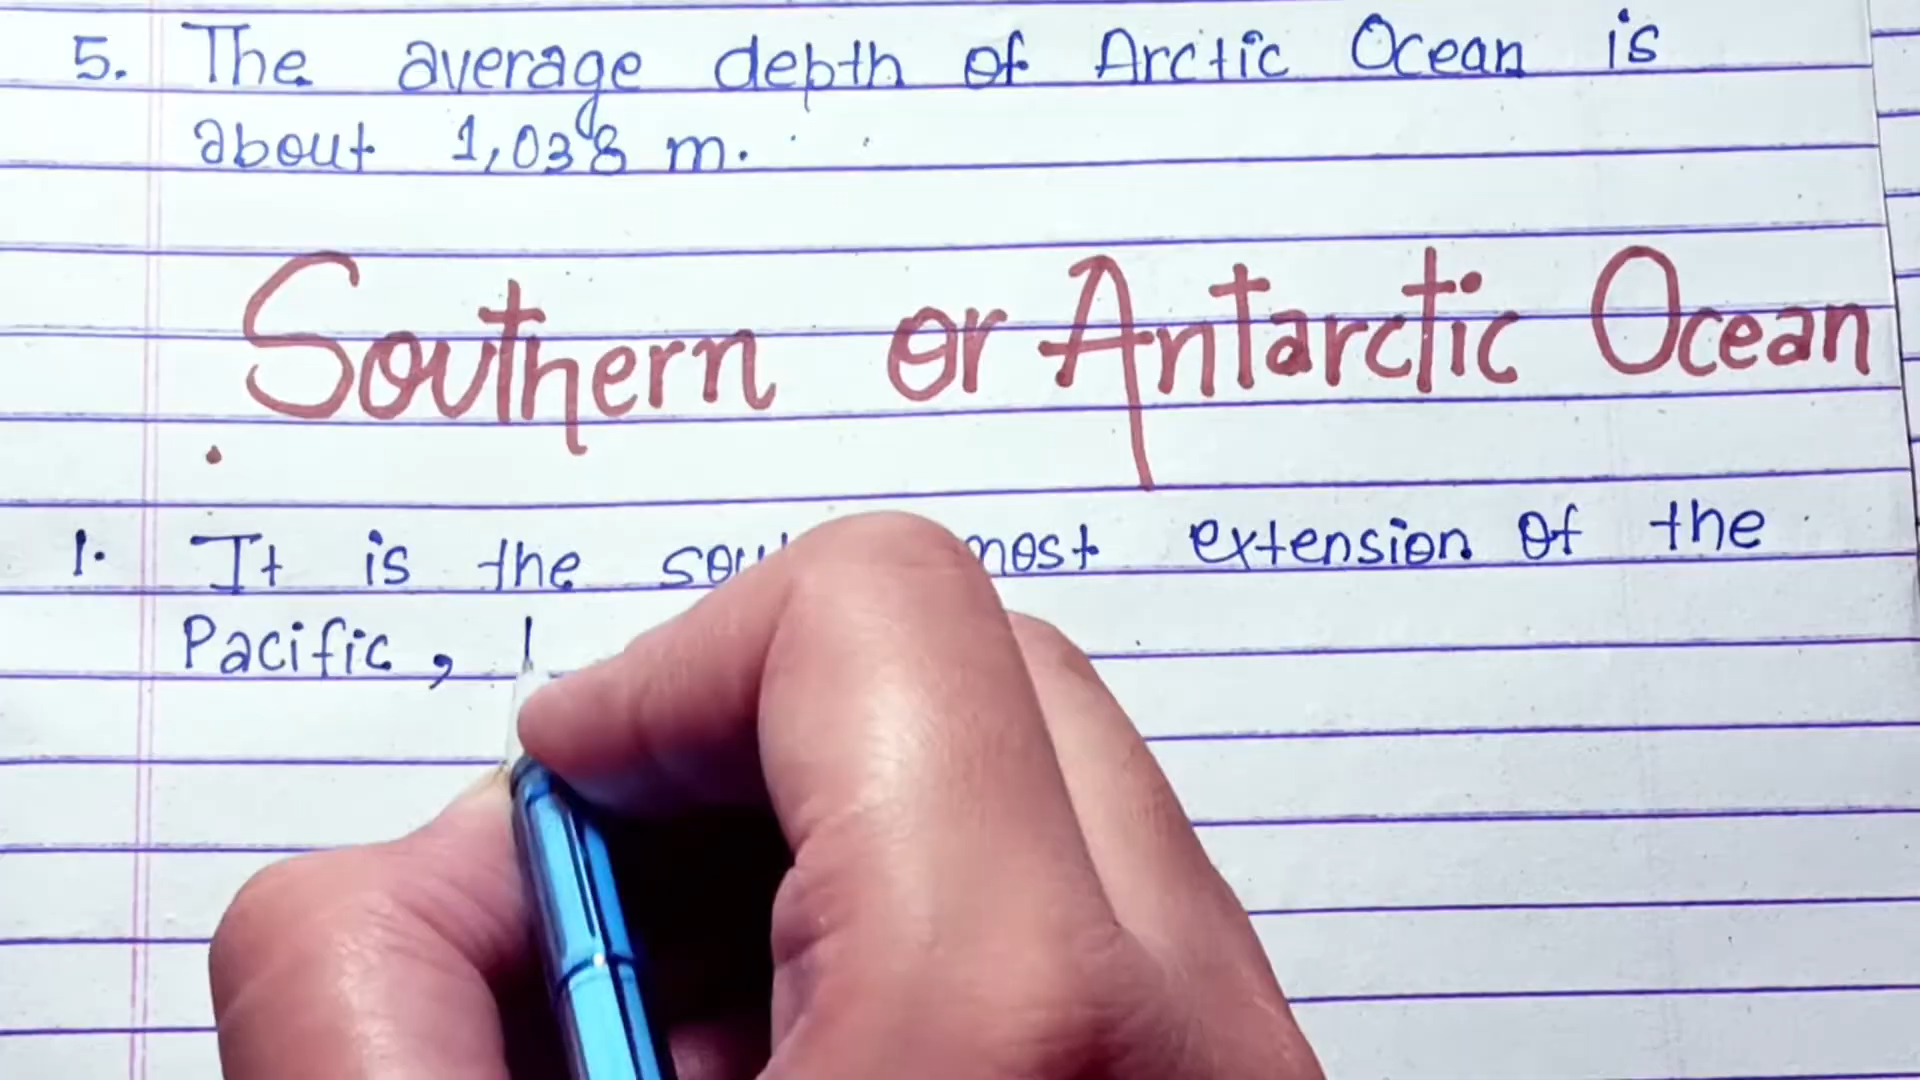 5. The average depth of Arctic Ocean is
about 1,038 m.
Southern or Antarctic Ocean
1. It is the most extension of the
Pacific,